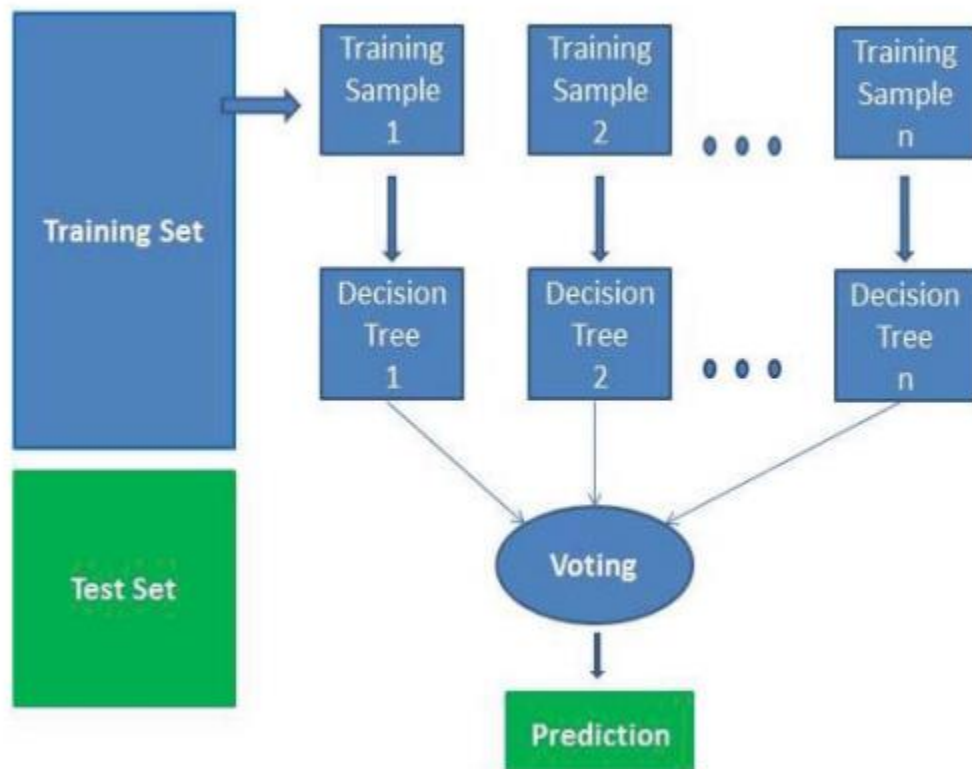 Training Set
Training
Sample
1
Training
Sample
2
Training
Sample
n
Decision
Tree
1
Decision
Tree
2
Decision
Tree
n
Test Set
Voting
Prediction